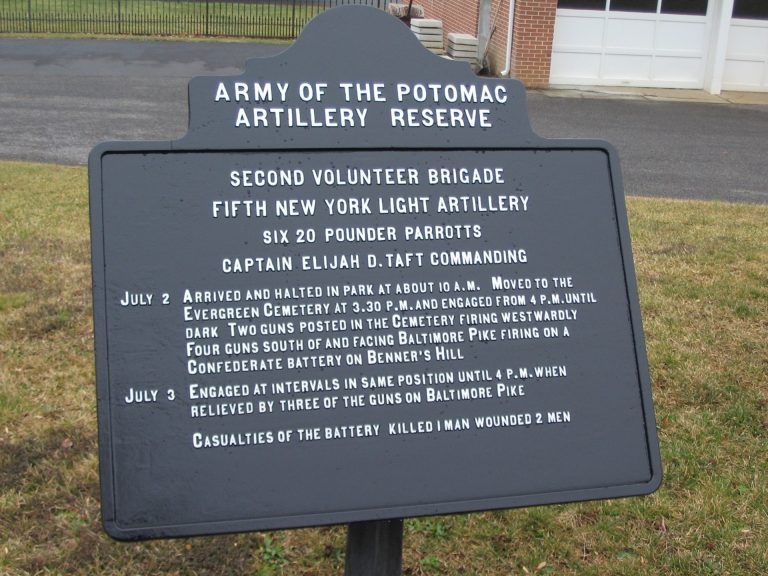 ARMY OF THE POTOMAC
ARTILLERY RESERVE
SECOND VOLUNTEER BRIGADE
FIFTH NEW YORK LIGHT ARTILLERY
SIX 20 POUNDER PARROTTS
CAPTAIN ELIJAH D. TAFT COMMANDING
JULY 2 ARRIVED AND HALTED IN PARK AT ABOUT 10 A.M. MOVED TO THE
EVERGREEN CEMETERY AT 3.30 P.M. AND ENGAGED FROM 4 P.M. UNTIL
DARK TWO GUNS POSTED IN THE CEMETERY FIRING WESTWARDLY
FOUR GUNS SOUTH OF AND FACING BALTIMORE PIKE FIRING ON A
CONFEDERATE BATTERY ON BENNER'S HILL
JULY 3 ENGAGED AT INTERVALS IN SAME POSITION UNTIL 4 P.M. WHEN
RELIEVED BY THREE OF THE GUNS ON BALTIMORE PIKE
CASUALTIES OF THE BATTERY KILLED 1 MAN WOUNDED 2 MEN